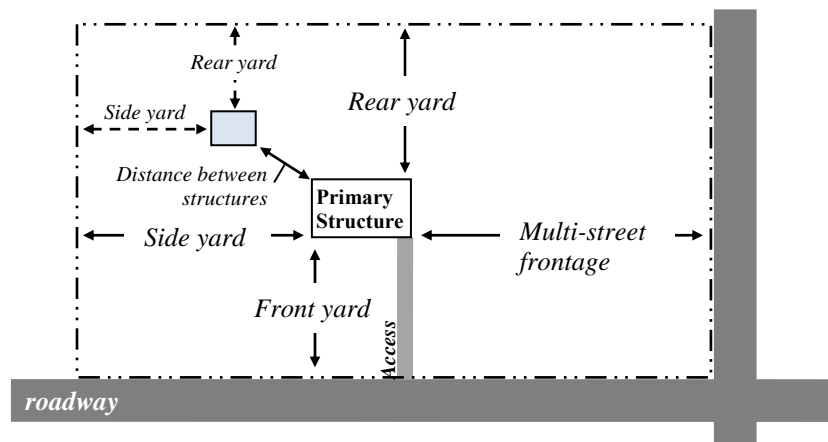 Rear yard
Rear yard
Side yard
Distance between
structures
Primary
Structure
Side yard
Multi-street
frontage
Front yard
Access
roadway